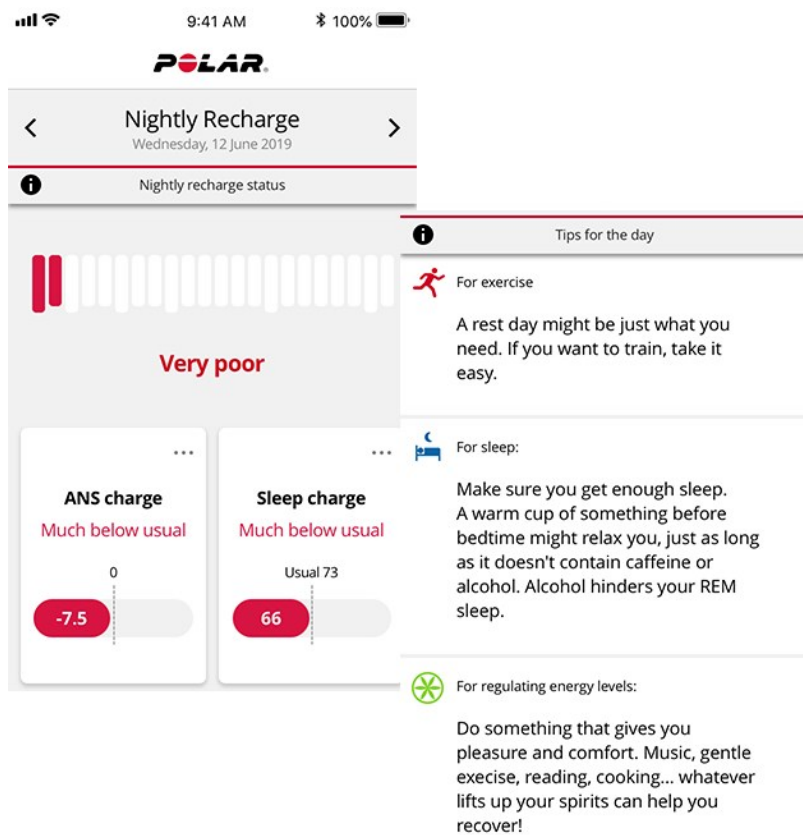 9:41 AM
100%
POLAR
Nightly Recharge
Wednesday, 12 June 2019
Nightly recharge status
Very poor
ANS charge
Much below usual
0
-7.5
Sleep charge
Much below usual
Usual 73
66
Tips for the day
For exercise
A rest day might be just what you
need. If you want to train, take it
easy.
For sleep:
Make sure you get enough sleep.
A warm cup of something before
bedtime might relax you, just as long
as it doesn't contain caffeine or
alcohol. Alcohol hinders your REM
sleep.
For regulating energy levels:
Do something that gives you
pleasure and comfort. Music, gentle
execise, reading, cooking... whatever
lifts up your spirits can help you
recover!